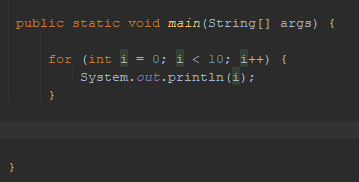 public static void main(String[] args) {
for (int i = 0; i < 10; i++) {
System.out.println(i);
}
}